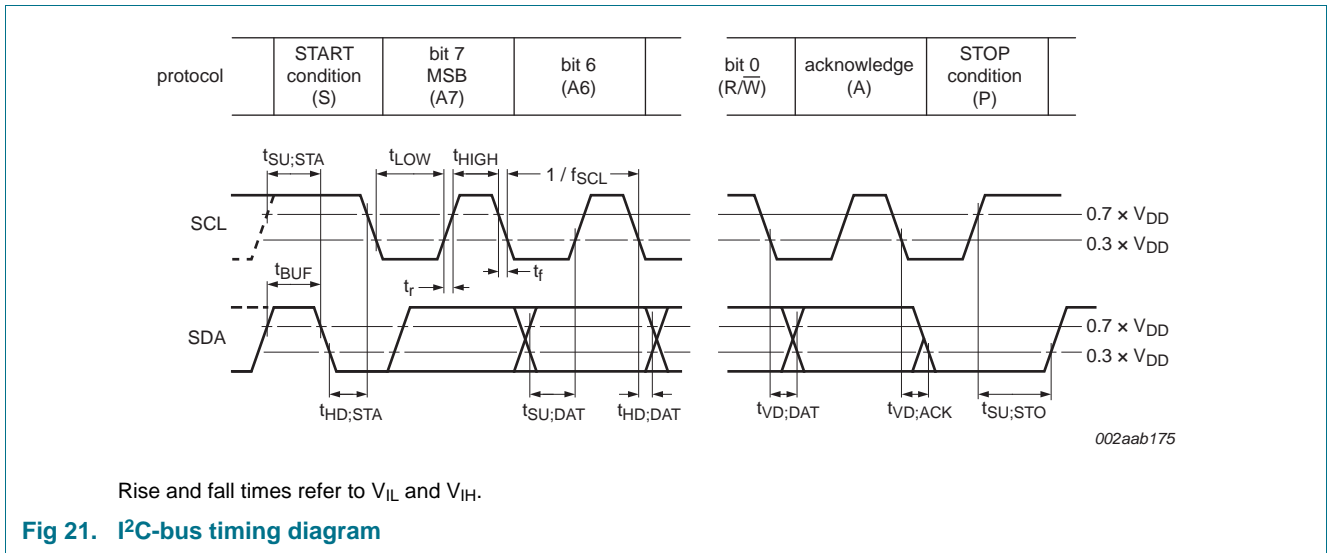 protocol
START
condition
(S)
bit 7
MSB
(A7)
bit 6
(A6)
bit 0
(R/W̅)
acknowledge
(A)
STOP
condition
(P)
tSU;STA
tLOW
tHIGH
1 / fSCL
SCL
0.7 × VDD
0.3 × VDD
tBUF
tr
tf
SDA
0.7 × VDD
0.3 × VDD
tHD;STA
tSU;DAT
tHD;DAT
tVD;DAT
tVD;ACK
tSU;STO
002aab175
Rise and fall times refer to VIL and VIH.
Fig 21. I²C-bus timing diagram